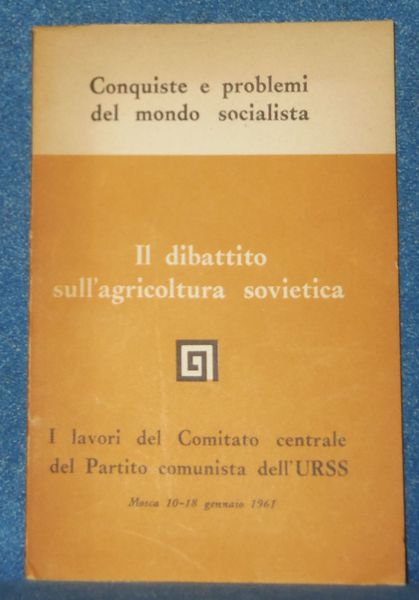 Conquiste e problemi
del mondo socialista
Il dibattito
sull'agricoltura sovietica
I lavori del Comitato centrale
del Partito comunista dell'URSS
Mosca 10-18 gennaio 1961